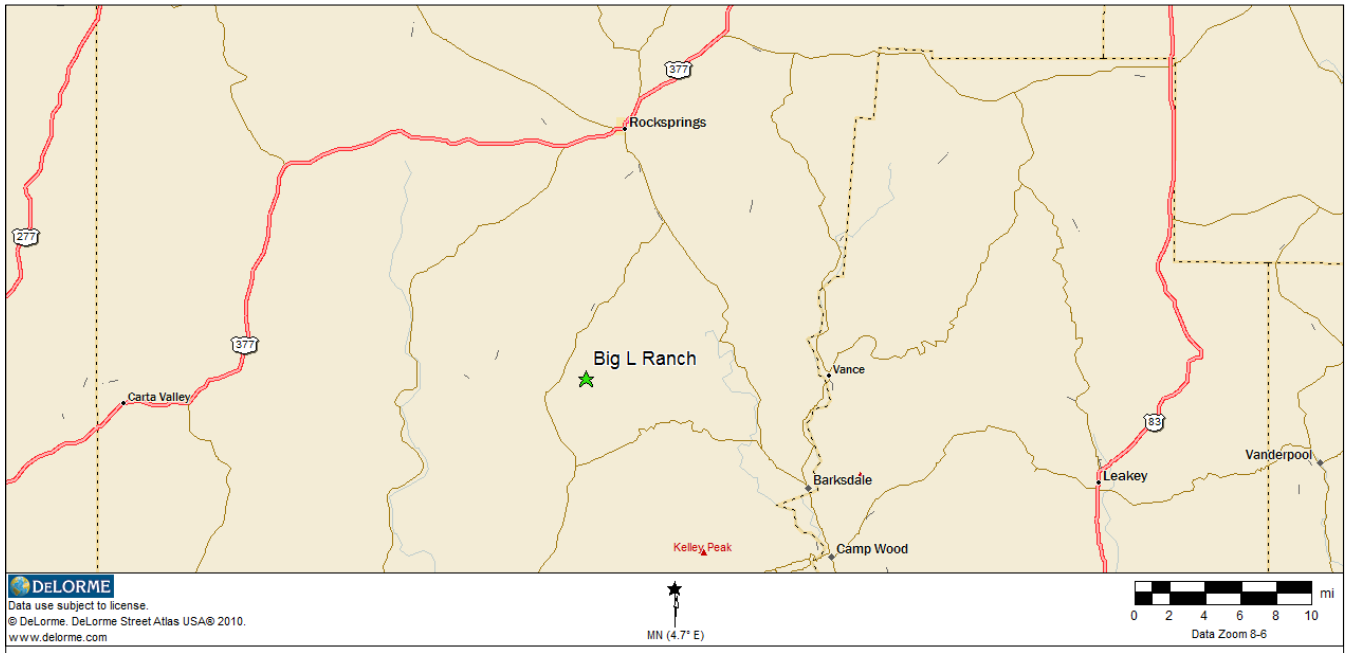 377
Rocksprings
277
377
Big L Ranch
Vance
Carta Valley
83
Vanderpool
Leakey
Barksdale
Kelley Peak
Camp Wood
DELORME
Data use subject to license.
© DeLorme. DeLorme Street Atlas USA® 2010.
www.delorme.com
MN (4.7° E)
mi
0 2 4 6 8 10
Data Zoom 8-6